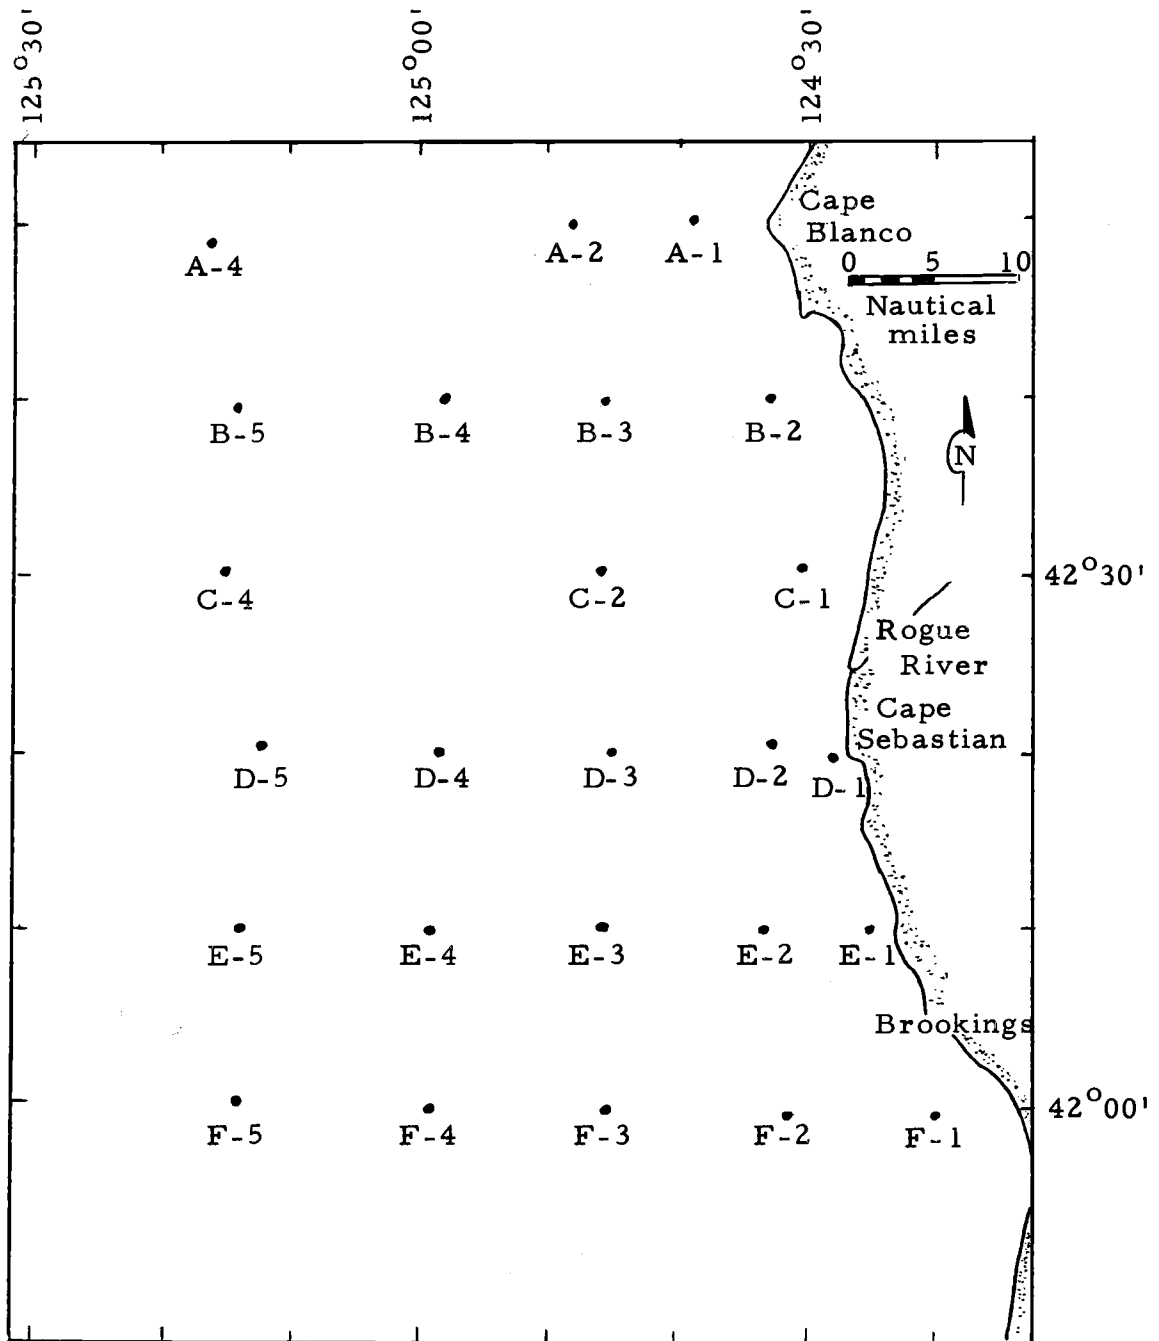 125°30'
125°00'
124°30'
Cape
Blanco
A-4
A-2
A-1
0 5 10
Nautical
miles
B-5
B-4
B-3
B-2
N
C-4
C-2
C-1
42°30'
Rogue
River
Cape
Sebastian
D-5
D-4
D-3
D-2
D-1
E-5
E-4
E-3
E-2
E-1
Brookings
F-5
F-4
F-3
F-2
F-1
42°00'